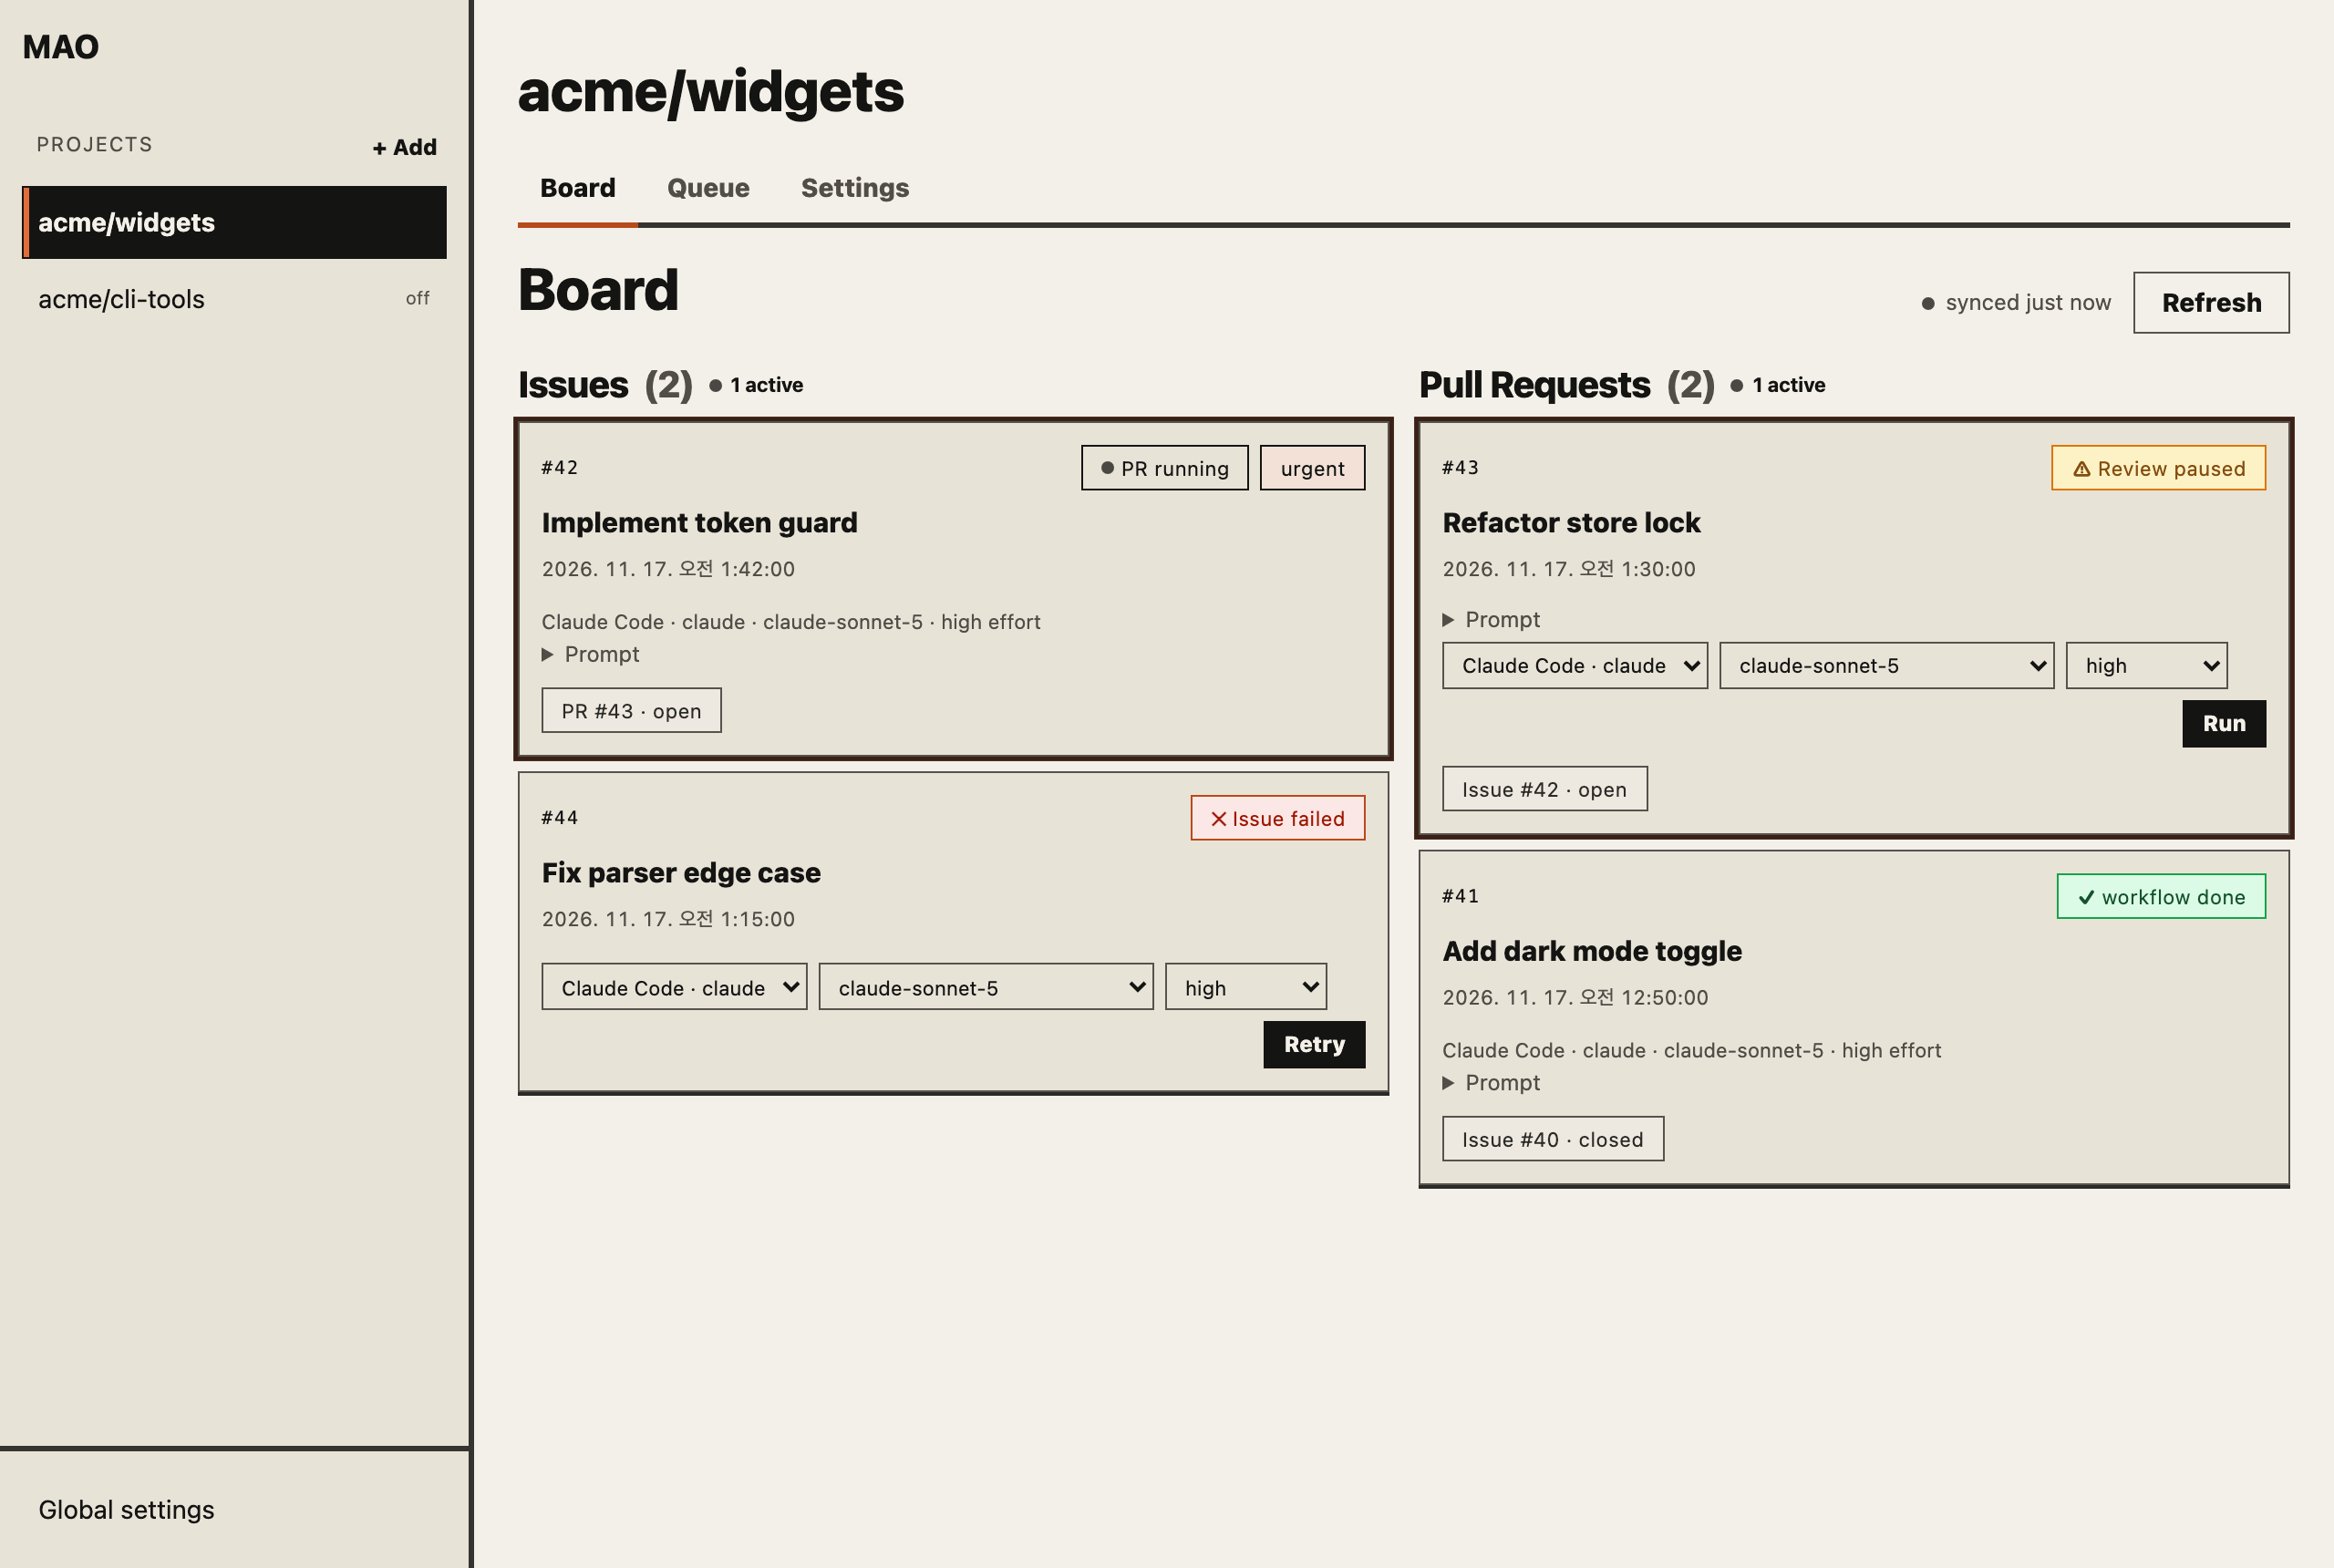 MAO
PROJECTS
+ Add
acme/widgets
acme/cli-tools
off
Global settings
acme/widgets
Board
Queue
Settings
Board
synced just now
Refresh
Issues (2) ● 1 active
#42
● PR running
urgent
Implement token guard
2026. 11. 17. 오전 1:42:00
Claude Code · claude · claude-sonnet-5 · high effort
Prompt
PR #43 · open
#44
Issue failed
Fix parser edge case
2026. 11. 17. 오전 1:15:00
Claude Code · claude
claude-sonnet-5
high
Retry
Pull Requests (2) ● 1 active
#43
Review paused
Refactor store lock
2026. 11. 17. 오전 1:30:00
Prompt
Claude Code · claude
claude-sonnet-5
high
Run
Issue #42 · open
#41
workflow done
Add dark mode toggle
2026. 11. 17. 오전 12:50:00
Claude Code · claude · claude-sonnet-5 · high effort
Prompt
Issue #40 · closed